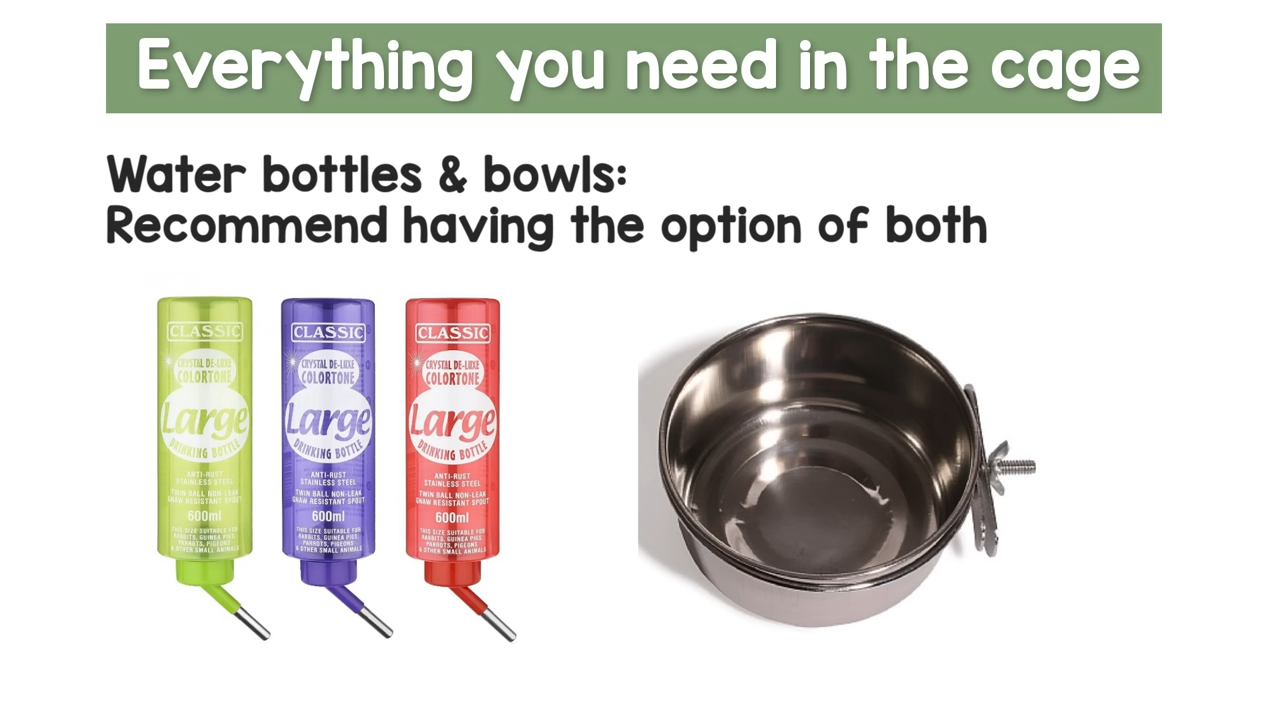 Everything you need in the cage
Water bottles & bowls:
Recommend having the option of both
CLASSIC
CRYSTAL DE-LUXE
COLORTONE
Large
DRINKING BOTTLE
ANTI-RUST
STAINLESS STEEL
TWIN BALL NON-LEAK
GNAW RESISTANT SPOUT
600ml
THIS SIZE SUITABLE FOR
RABBITS, GUINEA PIGS,
PARROTS, PIGEONS
& OTHER SMALL ANIMALS
CLASSIC
CRYSTAL DE-LUXE
COLORTONE
Large
DRINKING BOTTLE
ANTI-RUST
STAINLESS STEEL
TWIN BALL NON-LEAK
GNAW RESISTANT SPOUT
600ml
THIS SIZE SUITABLE FOR
RABBITS, GUINEA PIGS,
PARROTS, PIGEONS
& OTHER SMALL ANIMALS
CLASSIC
CRYSTAL DE-LUXE
COLORTONE
Large
DRINKING BOTTLE
ANTI-RUST
STAINLESS STEEL
TWIN BALL NON-LEAK
GNAW RESISTANT SPOUT
600ml
THIS SIZE SUITABLE FOR
RABBITS, GUINEA PIGS,
PARROTS, PIGEONS
& OTHER SMALL ANIMALS